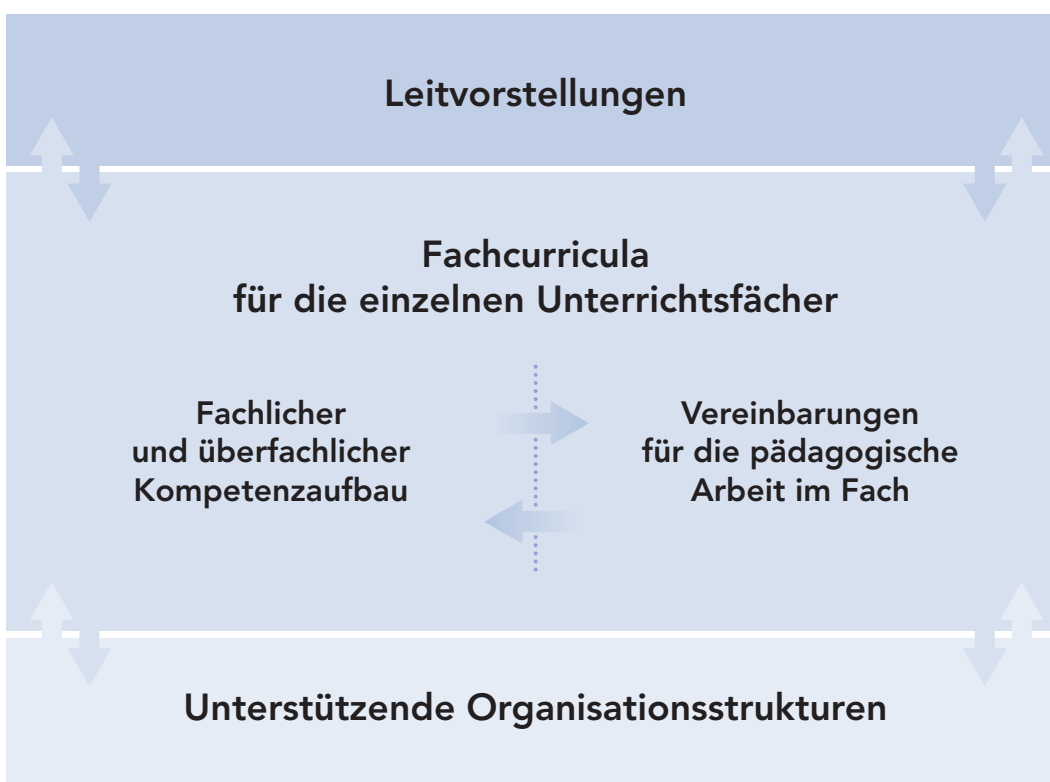 Leitvorstellungen
Fachcurricula
für die einzelnen Unterrichtsfächer
Fachlicher
und überfachlicher
Kompetenzaufbau
Vereinbarungen
für die pädagogische
Arbeit im Fach
Unterstützende Organisationsstrukturen